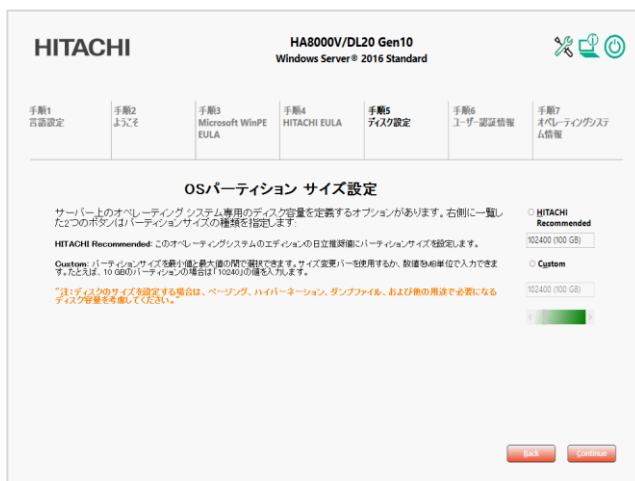 HITACHI
HA8000V/DL20 Gen10
Windows Server® 2016 Standard
手順1
言語設定
手順2
ようこそ
手順3
Microsoft WinPE
EULA
手順4
HITACHI EULA
手順5
ディスク設定
手順6
ユーザー認証情報
手順7
オペレーティングシステ
ム情報
OSパーティション サイズ設定
サーバー上のオペレーティング システム専用のディスク容量を定義するオプションがあります。右側に一覧し
た2つのボタンはパーティションサイズの種類を指定します:
HITACHI Recommended: このオペレーティングシステムのエディションの日立推奨値にパーティションサイズを設定します。
Custom: パーティションサイズを最小値と最大値の間で選択できます。サイズ変更バーを使用するか、数値をMB単位で入力できま
す。たとえば、10 GBのパーティションの場合は「10240」の値を入力します。
"注：ディスクのサイズを設定する場合は、ページング、ハイバーネーション、ダンプファイル、および他の用途で必要になる
ディスク容量を考慮してください。"
HITACHI
Recommended
102400 (100 GB)
Custom
102400 (100 GB)
Back
Continue